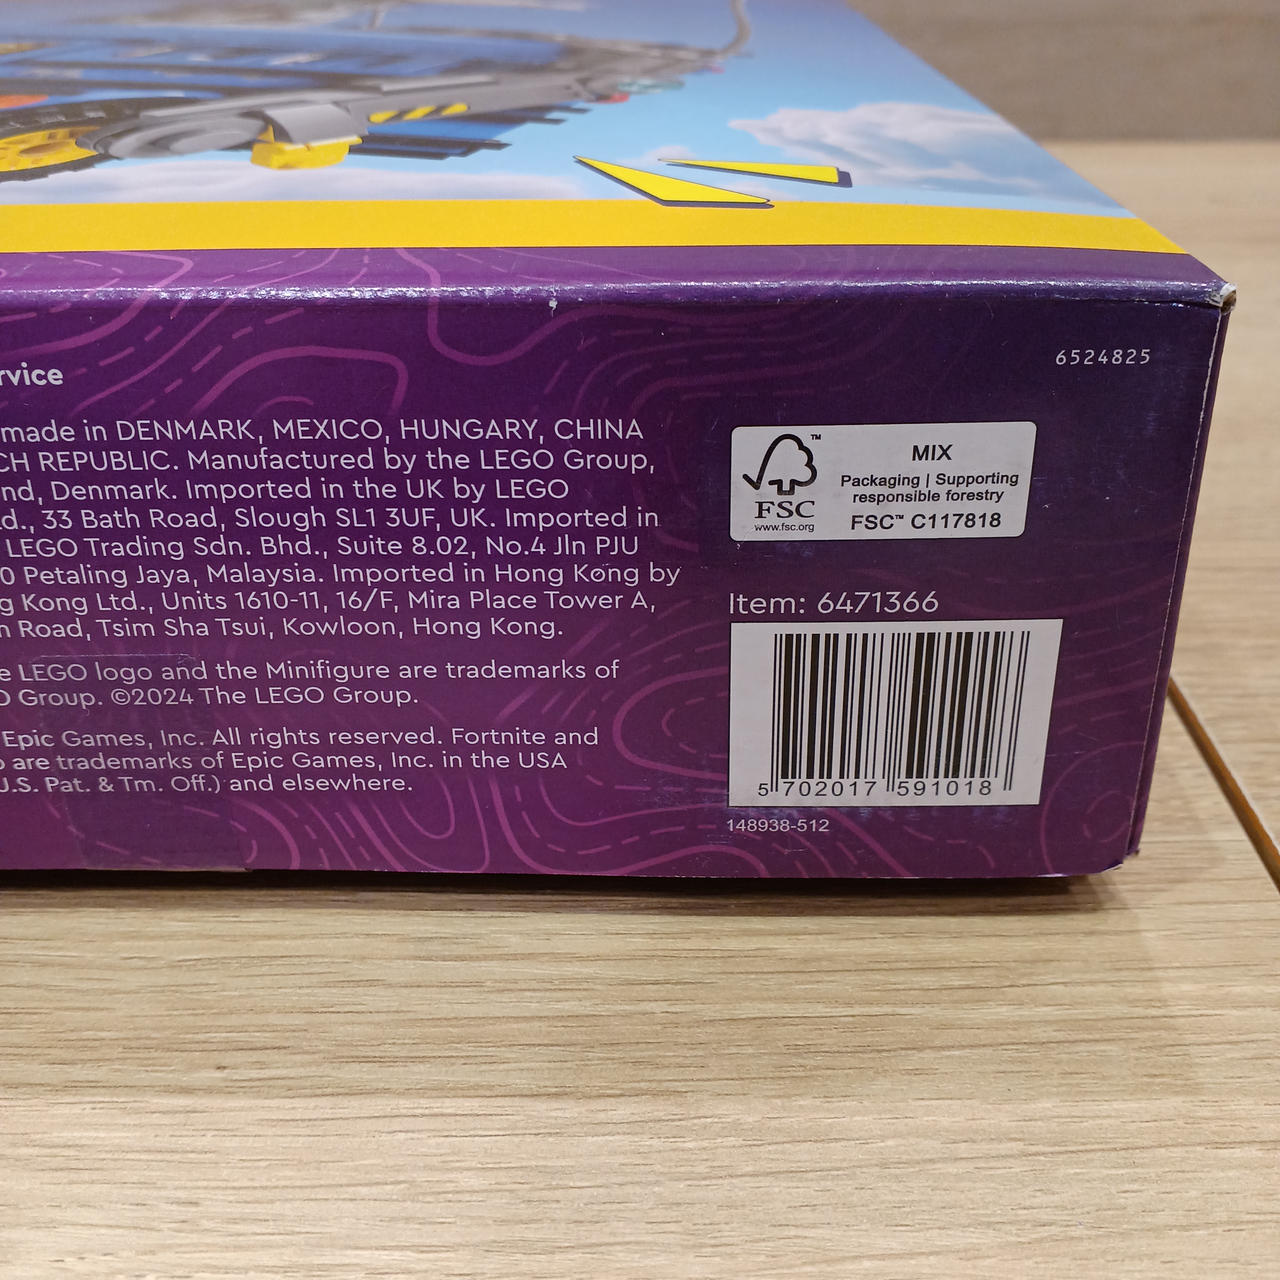 6524825
rvice
made in DENMARK, MEXICO, HUNGARY, CHINA
CH REPUBLIC. Manufactured by the LEGO Group,
nd, Denmark. Imported in the UK by LEGO
d., 33 Bath Road, Slough SL1 3UF, UK. Imported in
LEGO Trading Sdn. Bhd., Suite 8.02, No.4 Jln PJU
0 Petaling Jaya, Malaysia. Imported in Hong Kong by
g Kong Ltd., Units 1610-11, 16/F, Mira Place Tower A,
n Road, Tsim Sha Tsui, Kowloon, Hong Kong.
e LEGO logo and the Minifigure are trademarks of
O Group. ©2024 The LEGO Group.
Epic Games, Inc. All rights reserved. Fortnite and
o are trademarks of Epic Games, Inc. in the USA
U.S. Pat. & Tm. Off.) and elsewhere.
™
FSC
www.fsc.org
MIX
Packaging | Supporting
responsible forestry
FSC™ C117818
Item: 6471366
5 702017 591018
148938-512